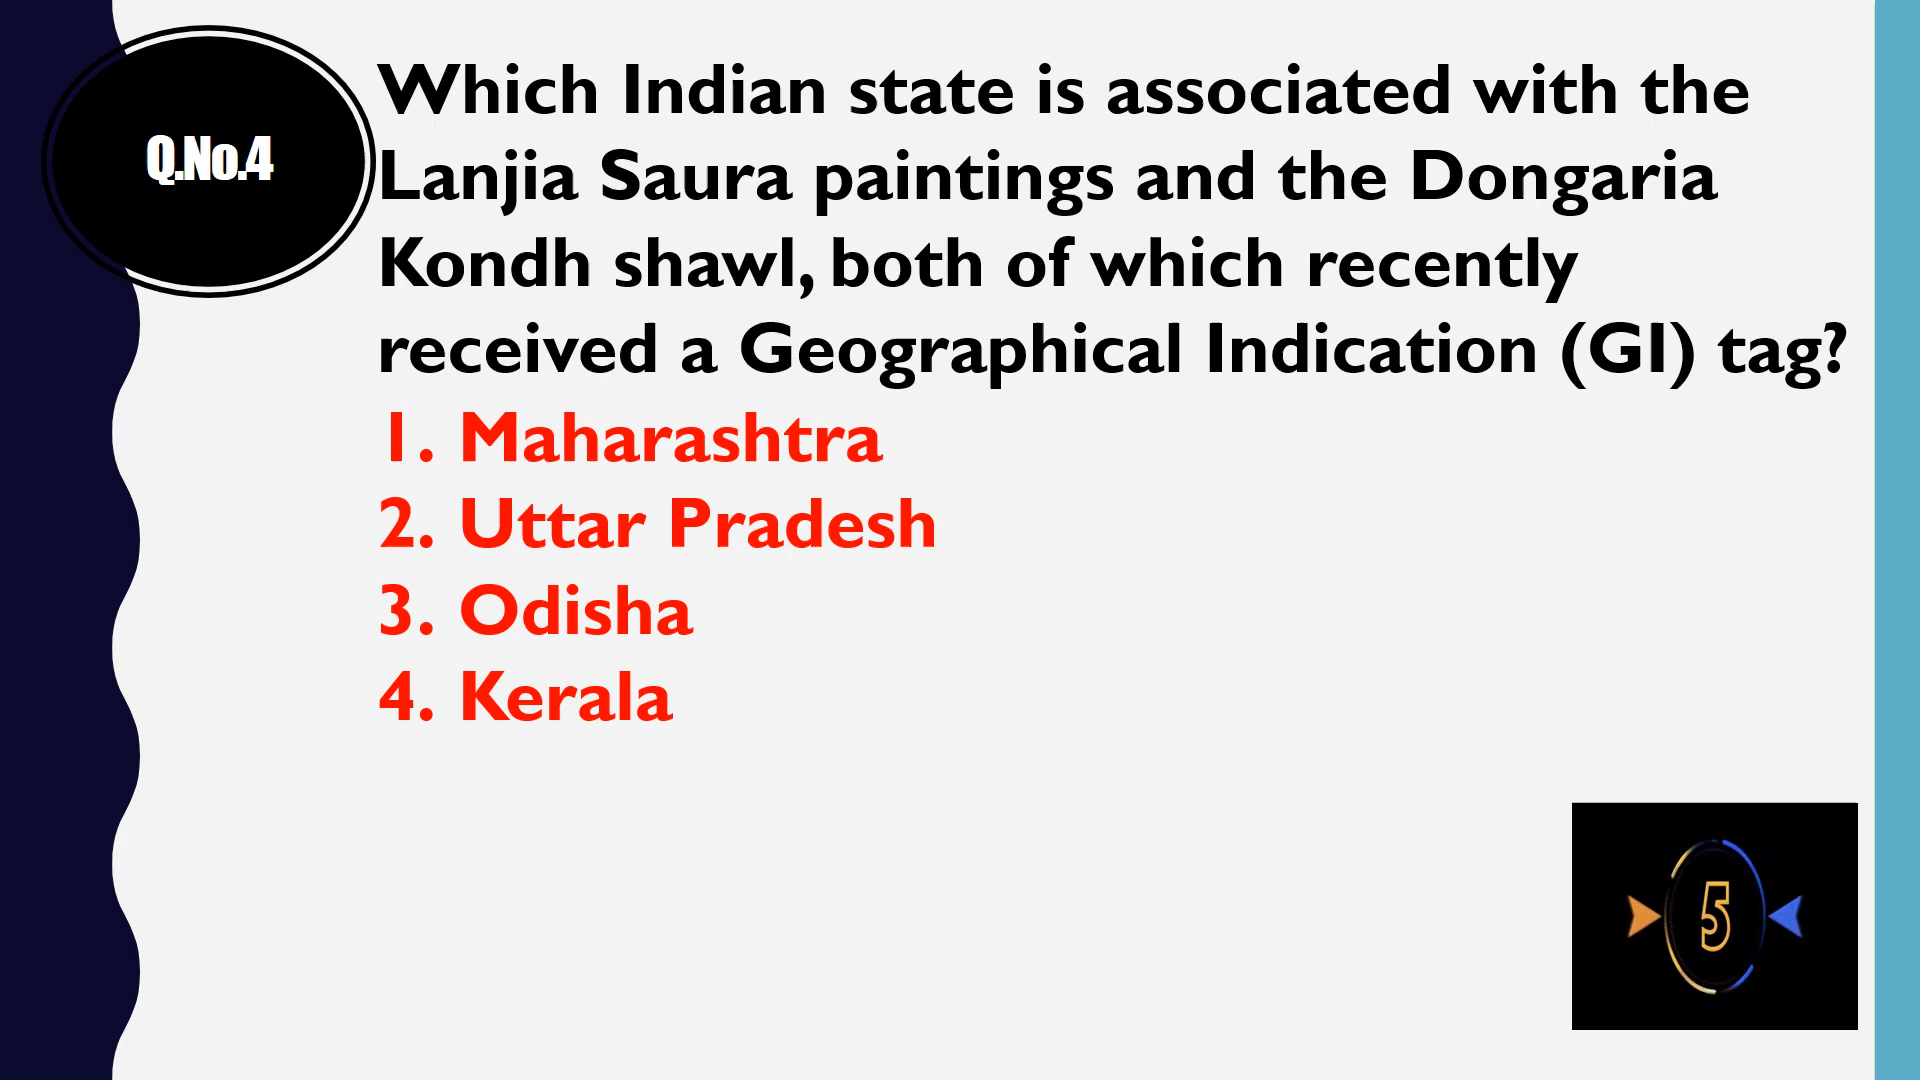 Q.No.4
Which Indian state is associated with the
Lanjia Saura paintings and the Dongaria
Kondh shawl, both of which recently
received a Geographical Indication (GI) tag?
1. Maharashtra
2. Uttar Pradesh
3. Odisha
4. Kerala
5